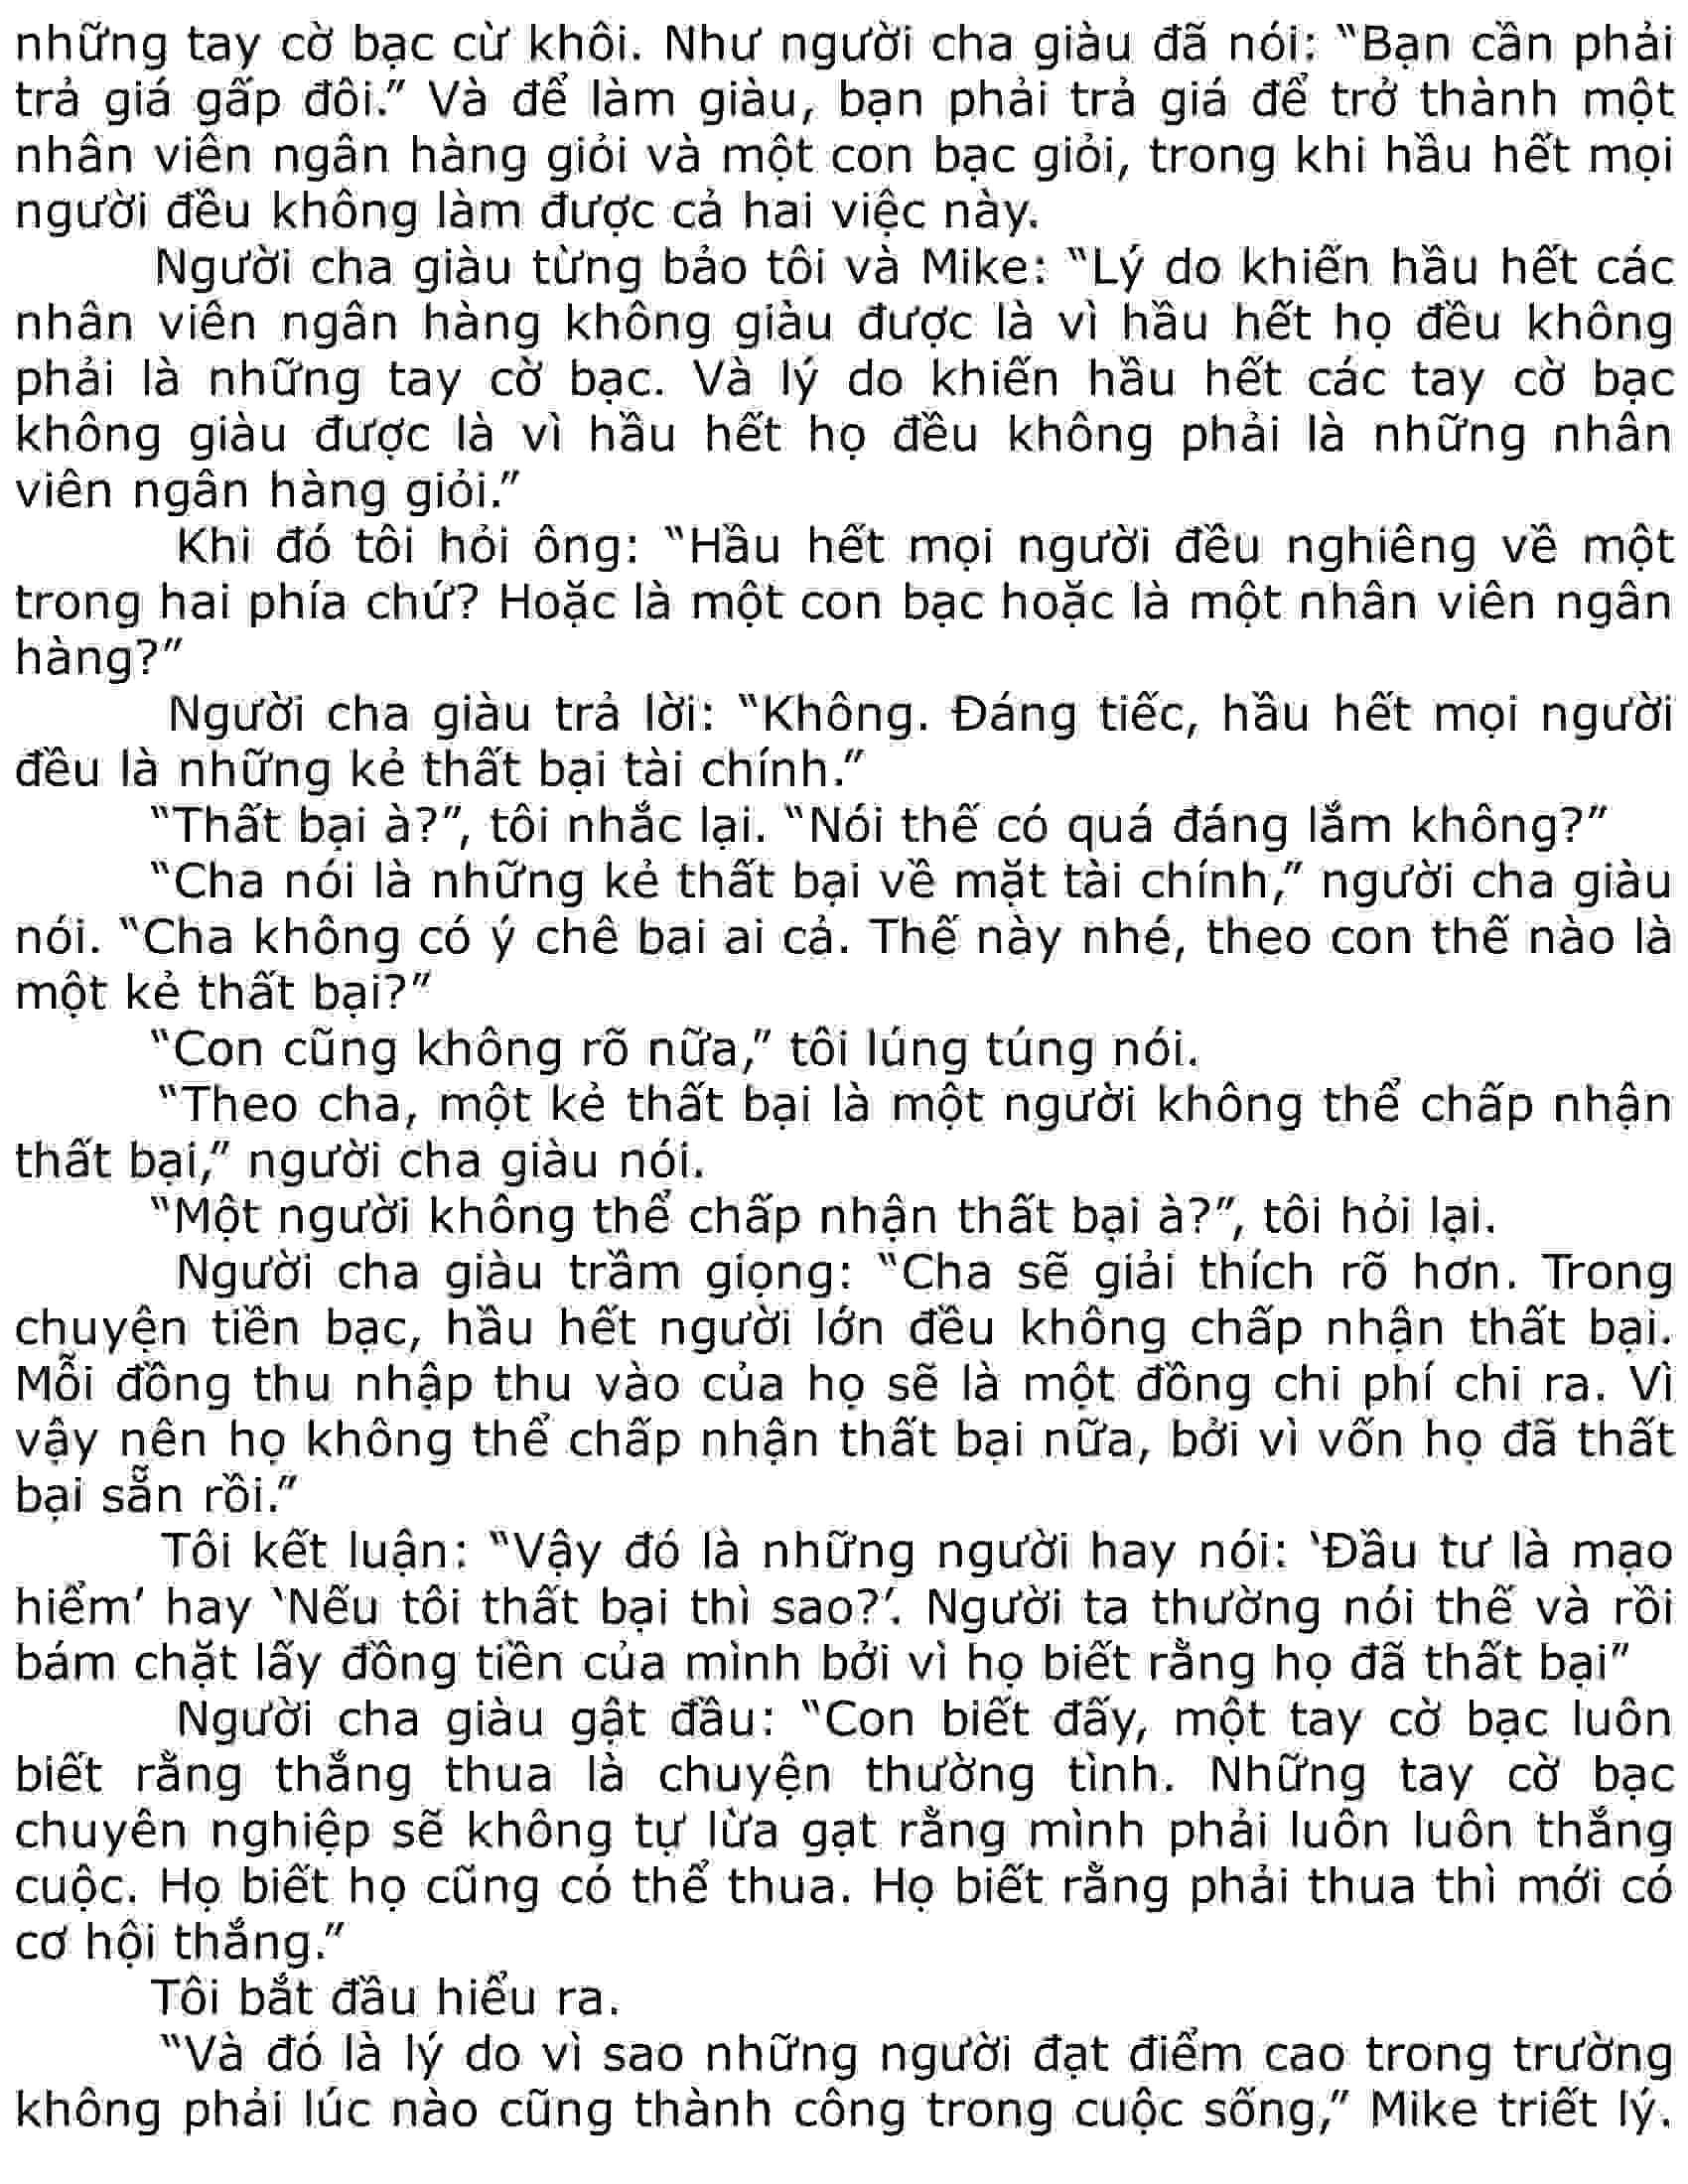 những tay cờ bạc cừ khôi. Như người cha giàu đã nói: “Bạn cần phải
trả giá gấp đôi.” Và để làm giàu, bạn phải trả giá để trở thành một
nhân viên ngân hàng giỏi và một con bạc giỏi, trong khi hầu hết mọi
người đều không làm được cả hai việc này.
Người cha giàu từng bảo tôi và Mike: “Lý do khiến hầu hết các
nhân viên ngân hàng không giàu được là vì hầu hết họ đều không
phải là những tay cờ bạc. Và lý do khiến hầu hết các tay cờ bạc
không giàu được là vì hầu hết họ đều không phải là những nhân
viên ngân hàng giỏi.”
Khi đó tôi hỏi ông: “Hầu hết mọi người đều nghiêng về một
trong hai phía chứ? Hoặc là một con bạc hoặc là một nhân viên ngân
hàng?”
Người cha giàu trả lời: “Không. Đáng tiếc, hầu hết mọi người
đều là những kẻ thất bại tài chính.”
“Thất bại à?”, tôi nhắc lại. “Nói thế có quá đáng lắm không?”
“Cha nói là những kẻ thất bại về mặt tài chính,” người cha giàu
nói. “Cha không có ý chê bai ai cả. Thế này nhé, theo con thế nào là
một kẻ thất bại?”
“Con cũng không rõ nữa,” tôi lúng túng nói.
“Theo cha, một kẻ thất bại là một người không thể chấp nhận
thất bại,” người cha giàu nói.
“Một người không thể chấp nhận thất bại à?”, tôi hỏi lại.
Người cha giàu trầm giọng: “Cha sẽ giải thích rõ hơn. Trong
chuyện tiền bạc, hầu hết người lớn đều không chấp nhận thất bại.
Mỗi đồng thu nhập thu vào của họ sẽ là một đồng chi phí chi ra. Vì
vậy nên họ không thể chấp nhận thất bại nữa, bởi vì vốn họ đã thất
bại sẵn rồi.”
Tôi kết luận: “Vậy đó là những người hay nói: ‘Đầu tư là mạo
hiểm’ hay ‘Nếu tôi thất bại thì sao?’. Người ta thường nói thế và rồi
bám chặt lấy đồng tiền của mình bởi vì họ biết rằng họ đã thất bại”
Người cha giàu gật đầu: “Con biết đấy, một tay cờ bạc luôn
biết rằng thắng thua là chuyện thường tình. Những tay cờ bạc
chuyên nghiệp sẽ không tự lừa gạt rằng mình phải luôn luôn thắng
cuộc. Họ biết họ cũng có thể thua. Họ biết rằng phải thua thì mới có
cơ hội thắng.”
Tôi bắt đầu hiểu ra.
“Và đó là lý do vì sao những người đạt điểm cao trong trường
không phải lúc nào cũng thành công trong cuộc sống,” Mike triết lý.